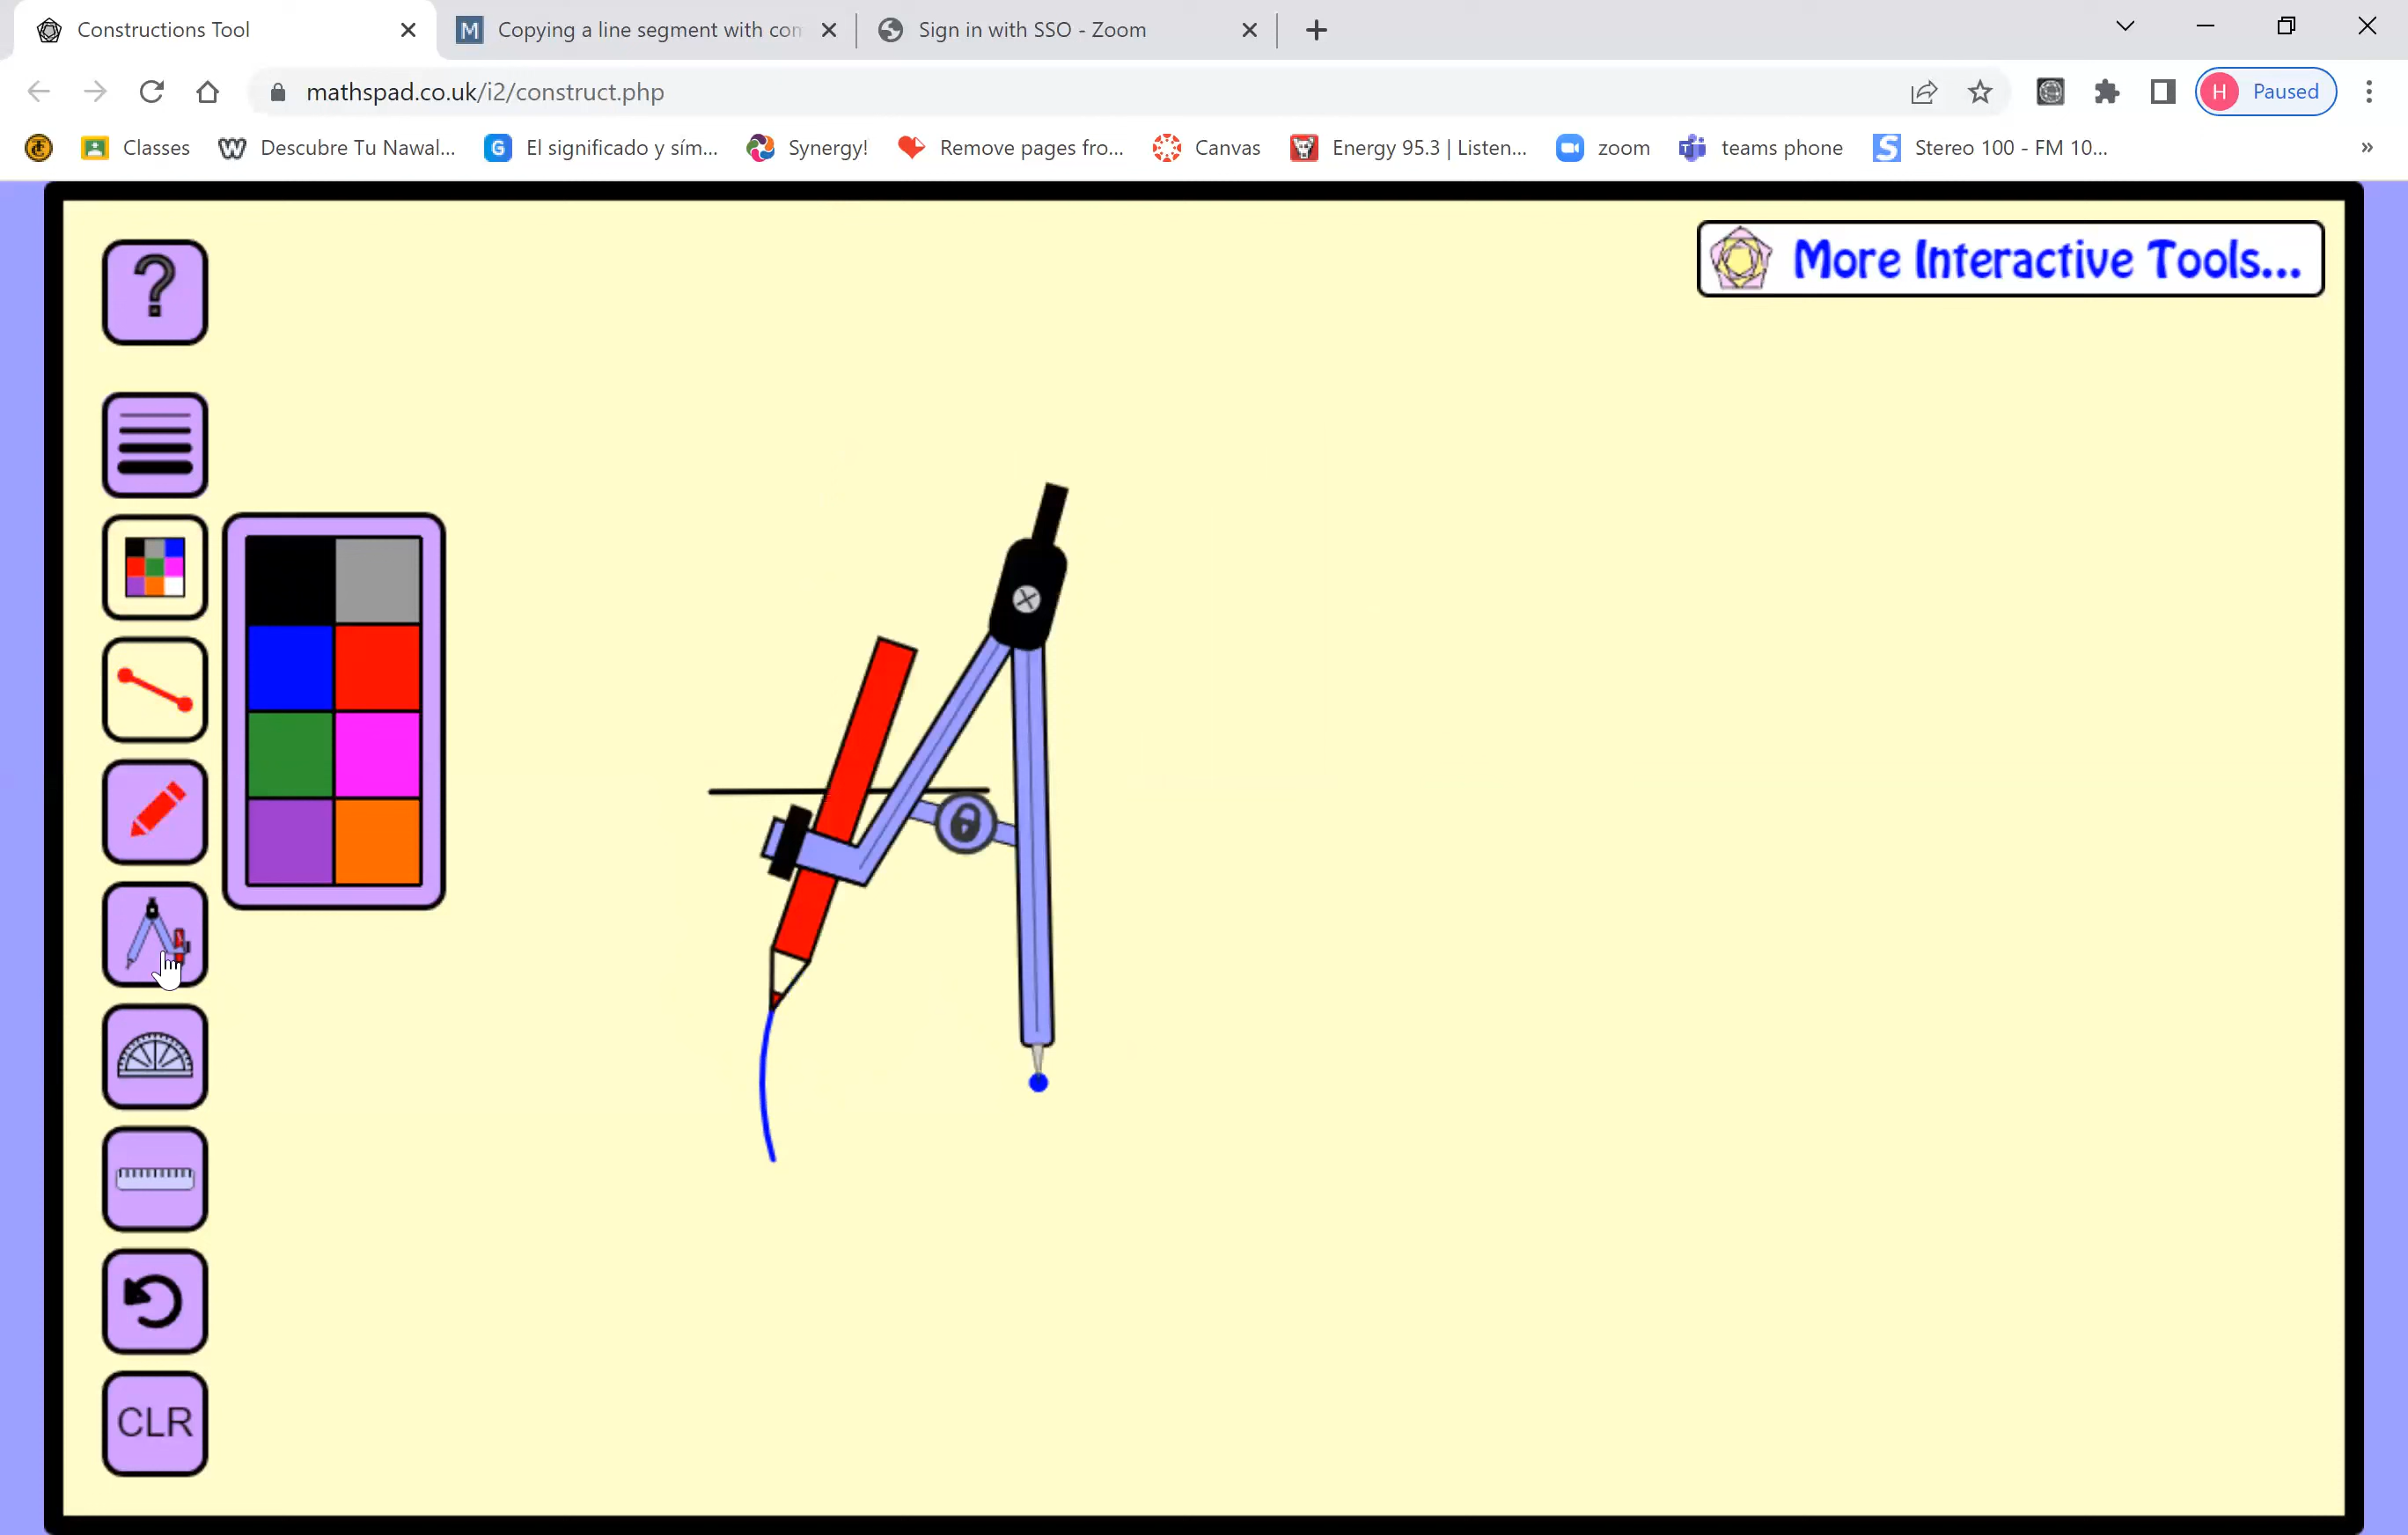 Constructions Tool
Copying a line segment with con
Sign in with SSO - Zoom
mathspad.co.uk/i2/construct.php
H Paused
Classes
Descubre Tu Nawal...
El significado y sím...
Synergy!
Remove pages fro...
Canvas
Energy 95.3 | Listen...
zoom
teams phone
Stereo 100 - FM 10...
»
?
More Interactive Tools...
CLR